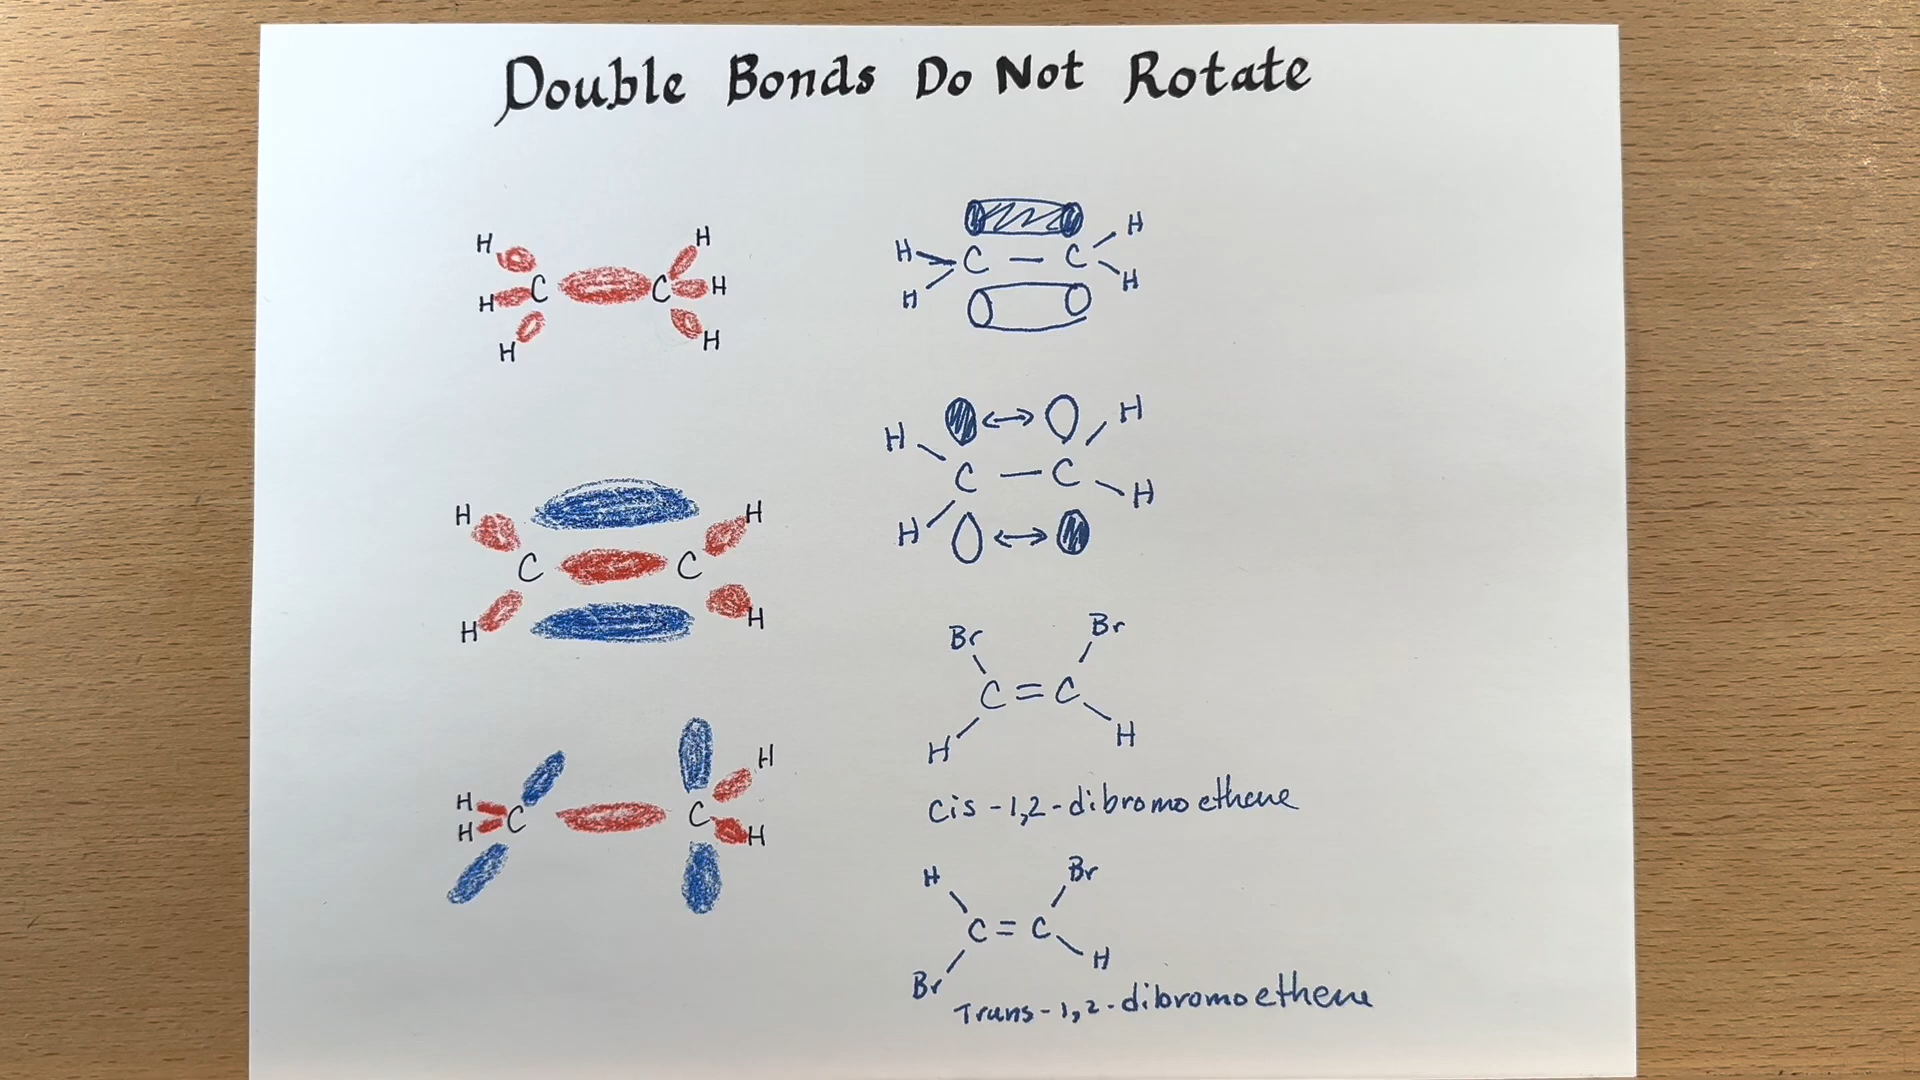 Double Bonds Do Not Rotate
H H
H C C H
H H
H H
C C
H H
H H
H C C
H H
H C — C H
H H
H H
C — C
H H
Br Br
C = C
H H
cis-1,2-dibromoethene
H Br
C = C
Br H
Trans-1,2-dibromoethene